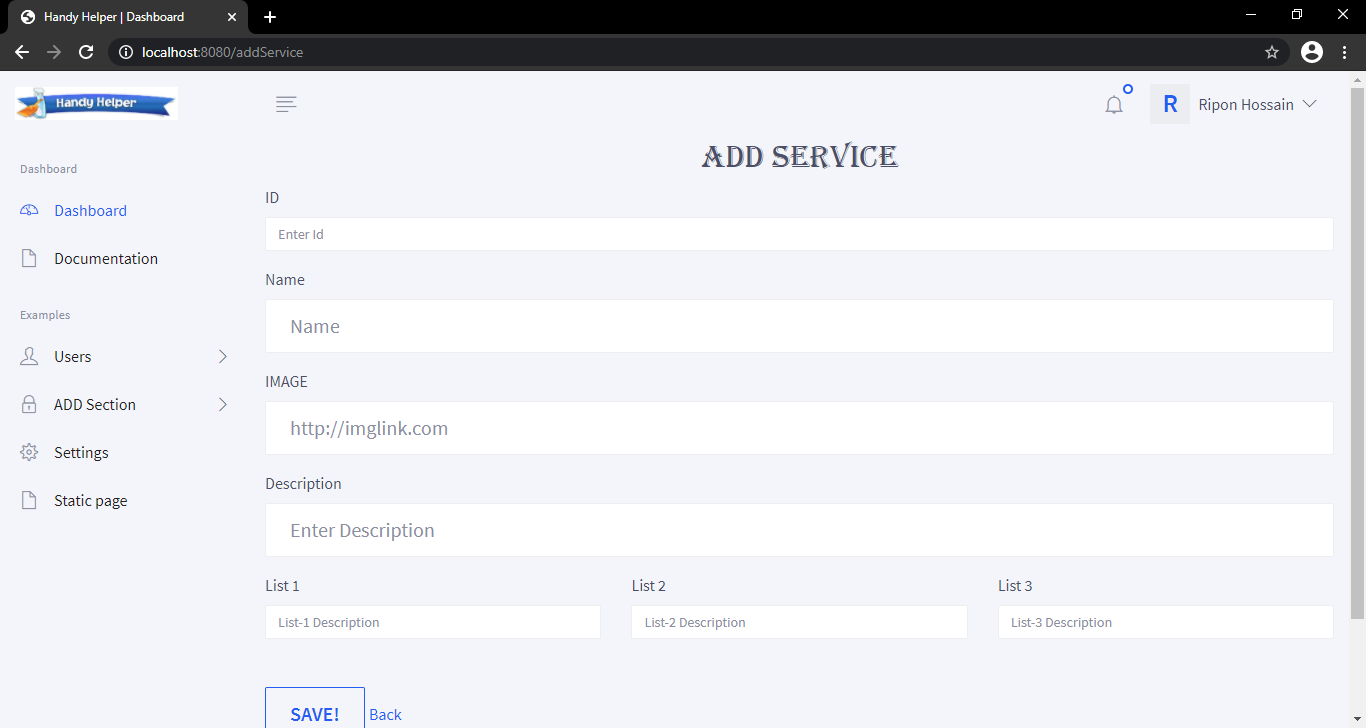 Handy Helper | Dashboard
localhost:8080/addService
Handy Helper
R
Ripon Hossain
Dashboard
Dashboard
Documentation
Examples
Users
ADD Section
Settings
Static page
ADD SERVICE
ID
Enter Id
Name
Name
IMAGE
http://imglink.com
Description
Enter Description
List 1 List 2 List 3
List-1 Description List-2 Description List-3 Description
SAVE! Back